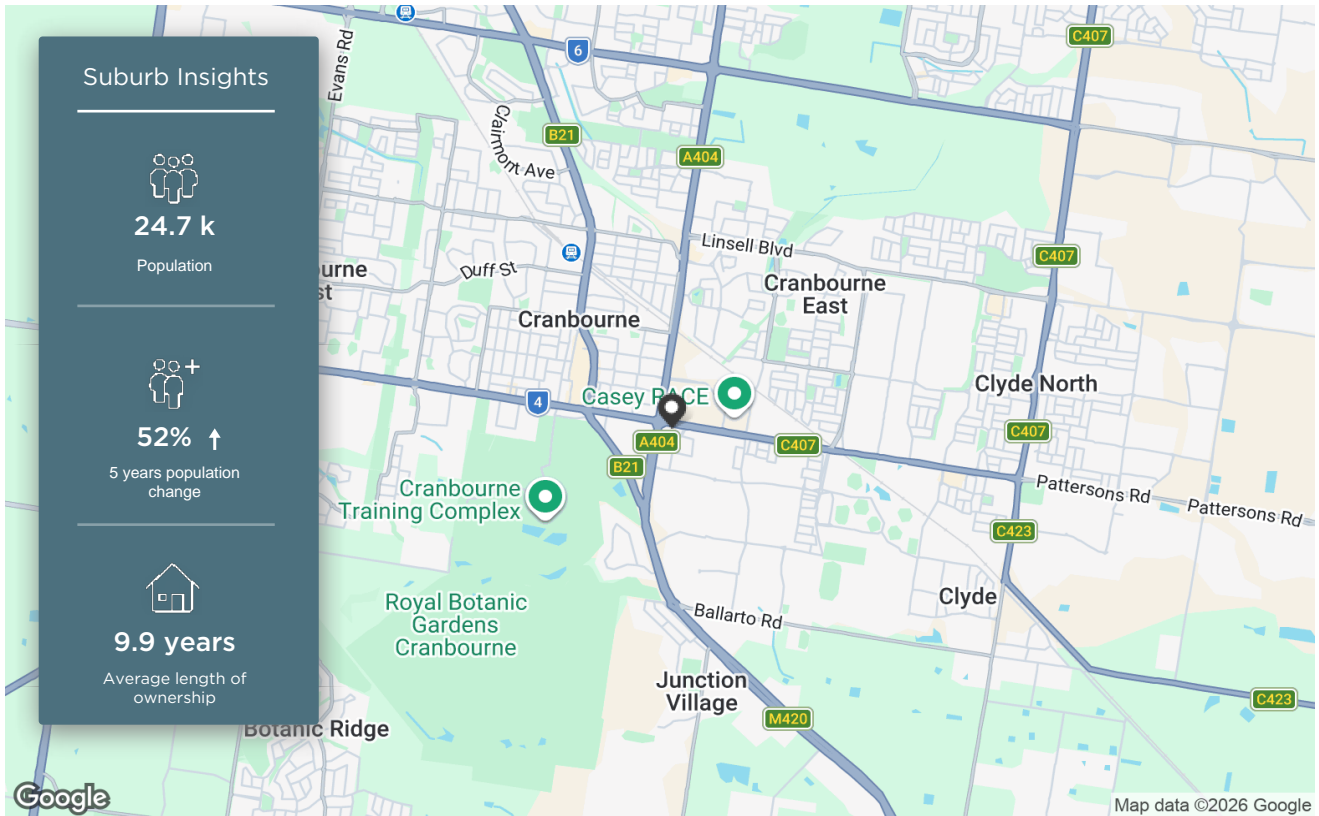 Suburb Insights
24.7 k
Population
52%
5 years population
change
9.9 years
Average length of
ownership
Evans Rd
6
C407
Clairmont Ave
B21
A404
Linsell Blvd
C407
Duff St
urne
st
Cranbourne
East
Cranbourne
Clyde North
Casey RACE
4
A404
C407
C407
B21
Cranbourne
Training Complex
Pattersons Rd
Pattersons Rd
C423
Clyde
Royal Botanic
Gardens
Cranbourne
Ballarto Rd
Junction
Village
C423
M420
Botanic Ridge
Google
Map data ©2026 Google